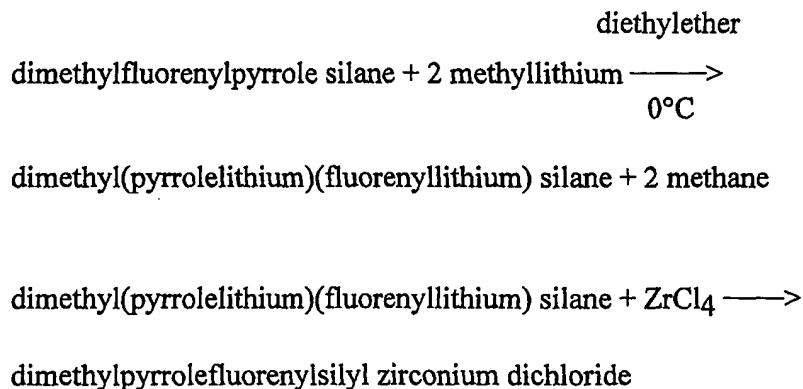 diethylether
dimethylfluorenylpyrrole silane + 2 methyllithium ———>
0°C
dimethyl(pyrrolelithium)(fluorenyllithium) silane + 2 methane
dimethyl(pyrrolelithium)(fluorenyllithium) silane + ZrCl4 ———>
dimethylpyrrolefluorenylsilyl zirconium dichloride